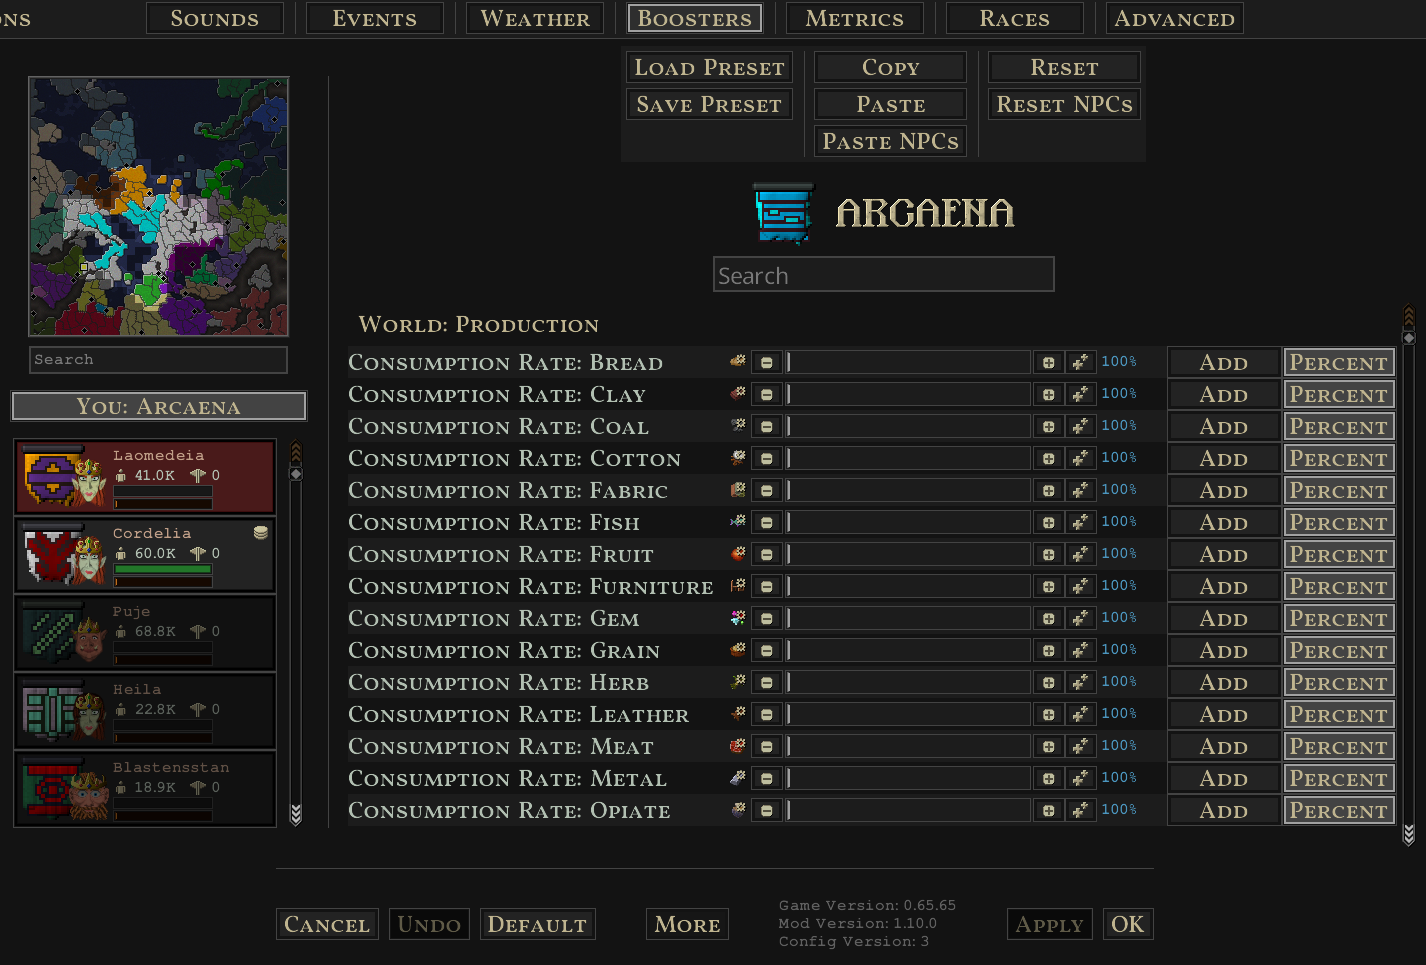 NS
Sounds
Events
Weather
Boosters
Metrics
Races
Advanced
Load Preset
Copy
Reset
Save Preset
Paste
Reset NPCs
Paste NPCs
ARCAENA
Search
Search
You: Arcaena
Laomedeia
41.0K 0
Cordelia
60.0K 0
Puje
68.8K 0
Heila
22.8K 0
Blastensstan
18.9K 0
World: Production
Consumption Rate: Bread 100% Add Percent
Consumption Rate: Clay 100% Add Percent
Consumption Rate: Coal 100% Add Percent
Consumption Rate: Cotton 100% Add Percent
Consumption Rate: Fabric 100% Add Percent
Consumption Rate: Fish 100% Add Percent
Consumption Rate: Fruit 100% Add Percent
Consumption Rate: Furniture 100% Add Percent
Consumption Rate: Gem 100% Add Percent
Consumption Rate: Grain 100% Add Percent
Consumption Rate: Herb 100% Add Percent
Consumption Rate: Leather 100% Add Percent
Consumption Rate: Meat 100% Add Percent
Consumption Rate: Metal 100% Add Percent
Consumption Rate: Opiate 100% Add Percent
Cancel
Undo
Default
More
Game Version: 0.65.65
Mod Version: 1.10.0
Config Version: 3
Apply
OK